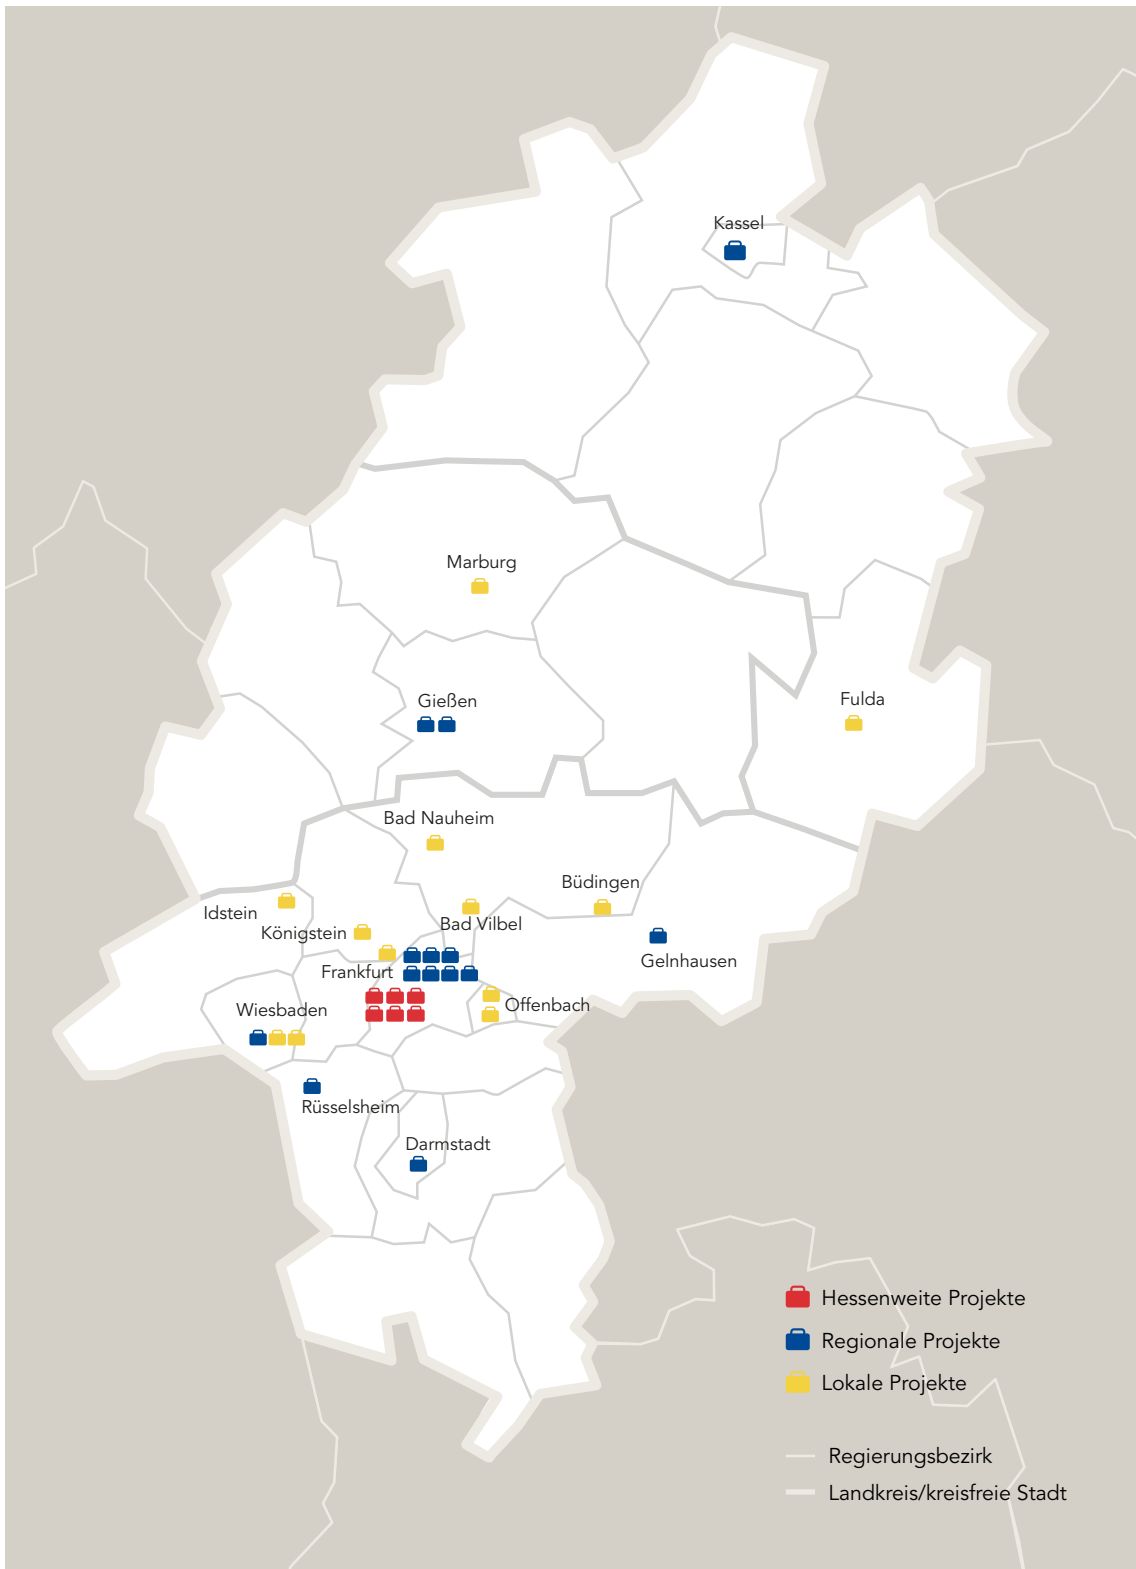 Kassel
Marburg
Gießen
Fulda
Bad Nauheim
Büdingen
Idstein
Bad Vilbel
Königstein
Gelnhausen
Frankfurt
Offenbach
Wiesbaden
Rüsselsheim
Darmstadt
Hessenweite Projekte
Regionale Projekte
Lokale Projekte
Regierungsbezirk
Landkreis/kreisfreie Stadt